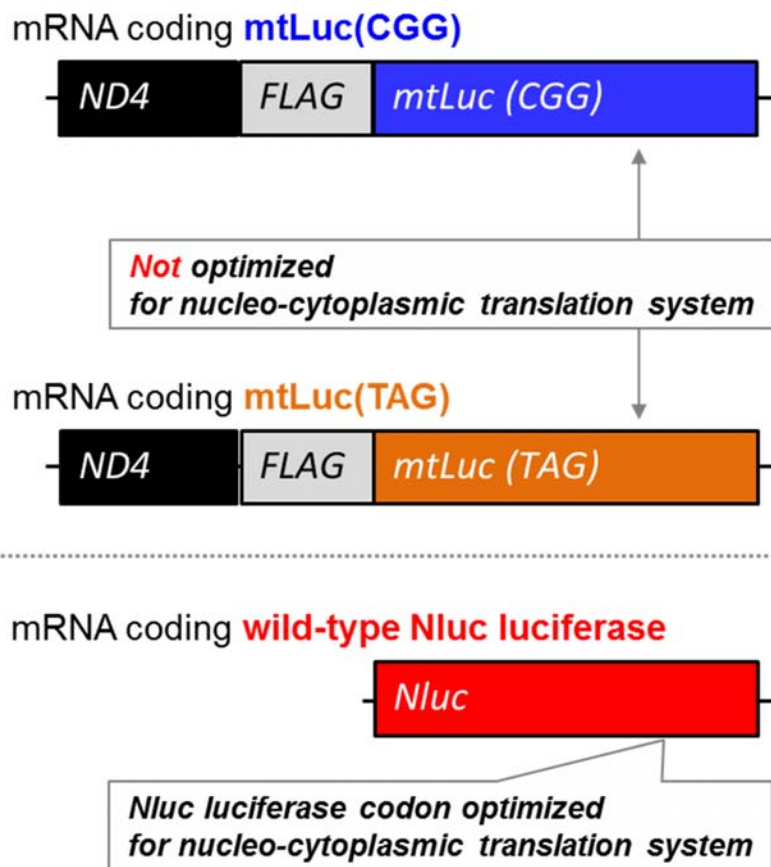 mRNA coding mtLuc(CGG)
ND4 FLAG mtLuc (CGG)
Not optimized
for nucleo-cytoplasmic translation system
mRNA coding mtLuc(TAG)
ND4 FLAG mtLuc (TAG)
mRNA coding wild-type Nluc luciferase
Nluc
Nluc luciferase codon optimized
for nucleo-cytoplasmic translation system